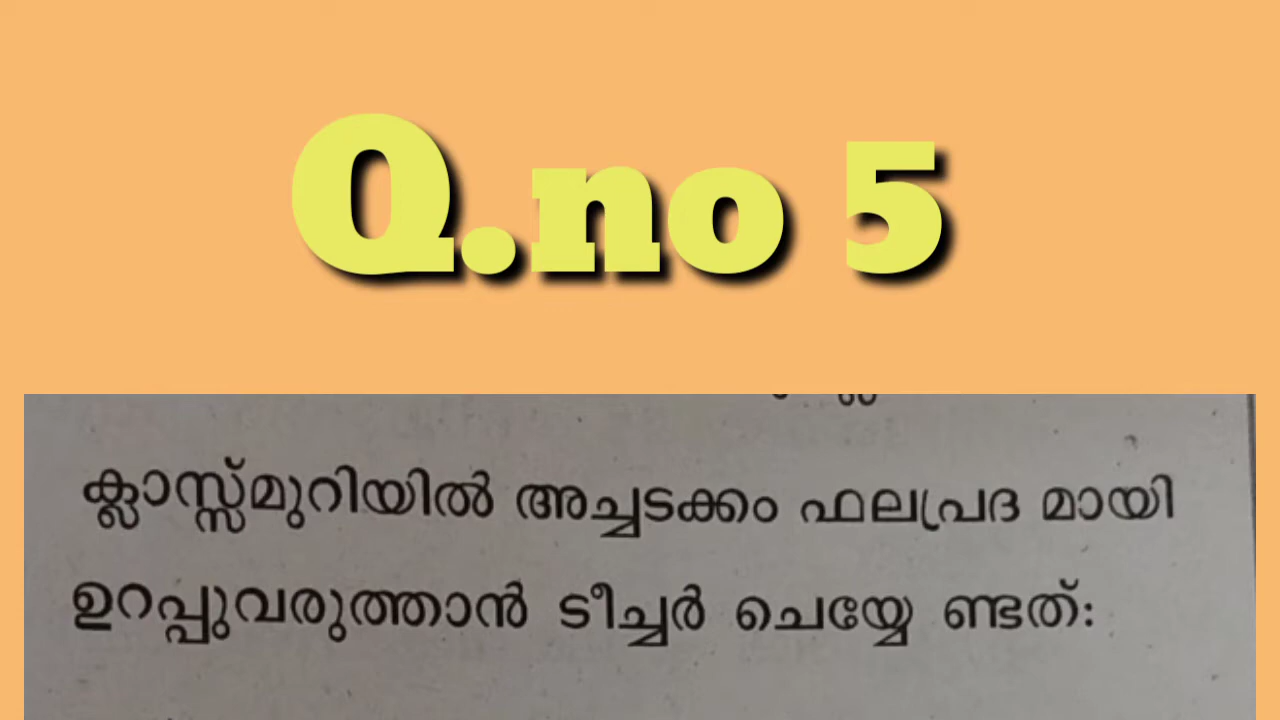 Q.no 5
ക്ലാസ്സ്മുറിയിൽ അച്ചടക്കം ഫലപ്രദ മായി
ഉറപ്പുവരുത്താൻ ടീച്ചർ ചെയ്യേ ണ്ടത്: